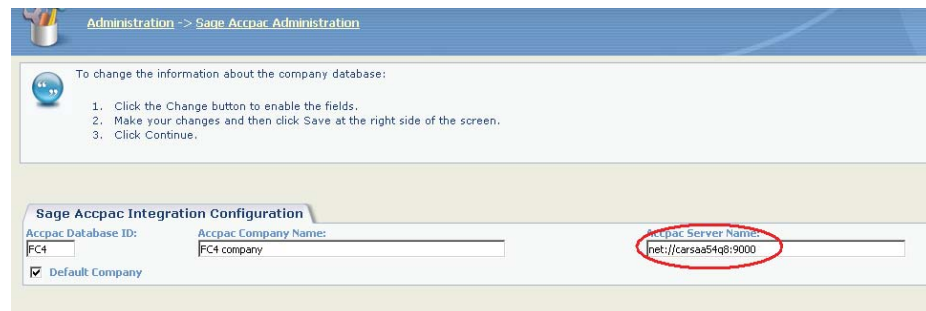 Administration -> Sage Accpac Administration
To change the information about the company database:
1. Click the Change button to enable the fields.
2. Make your changes and then click Save at the right side of the screen.
3. Click Continue.
Sage Accpac Integration Configuration
Accpac Database ID: Accpac Company Name: Accpac Server Name:
FC4 FC4 company net://carsaa54q8:9000
Default Company